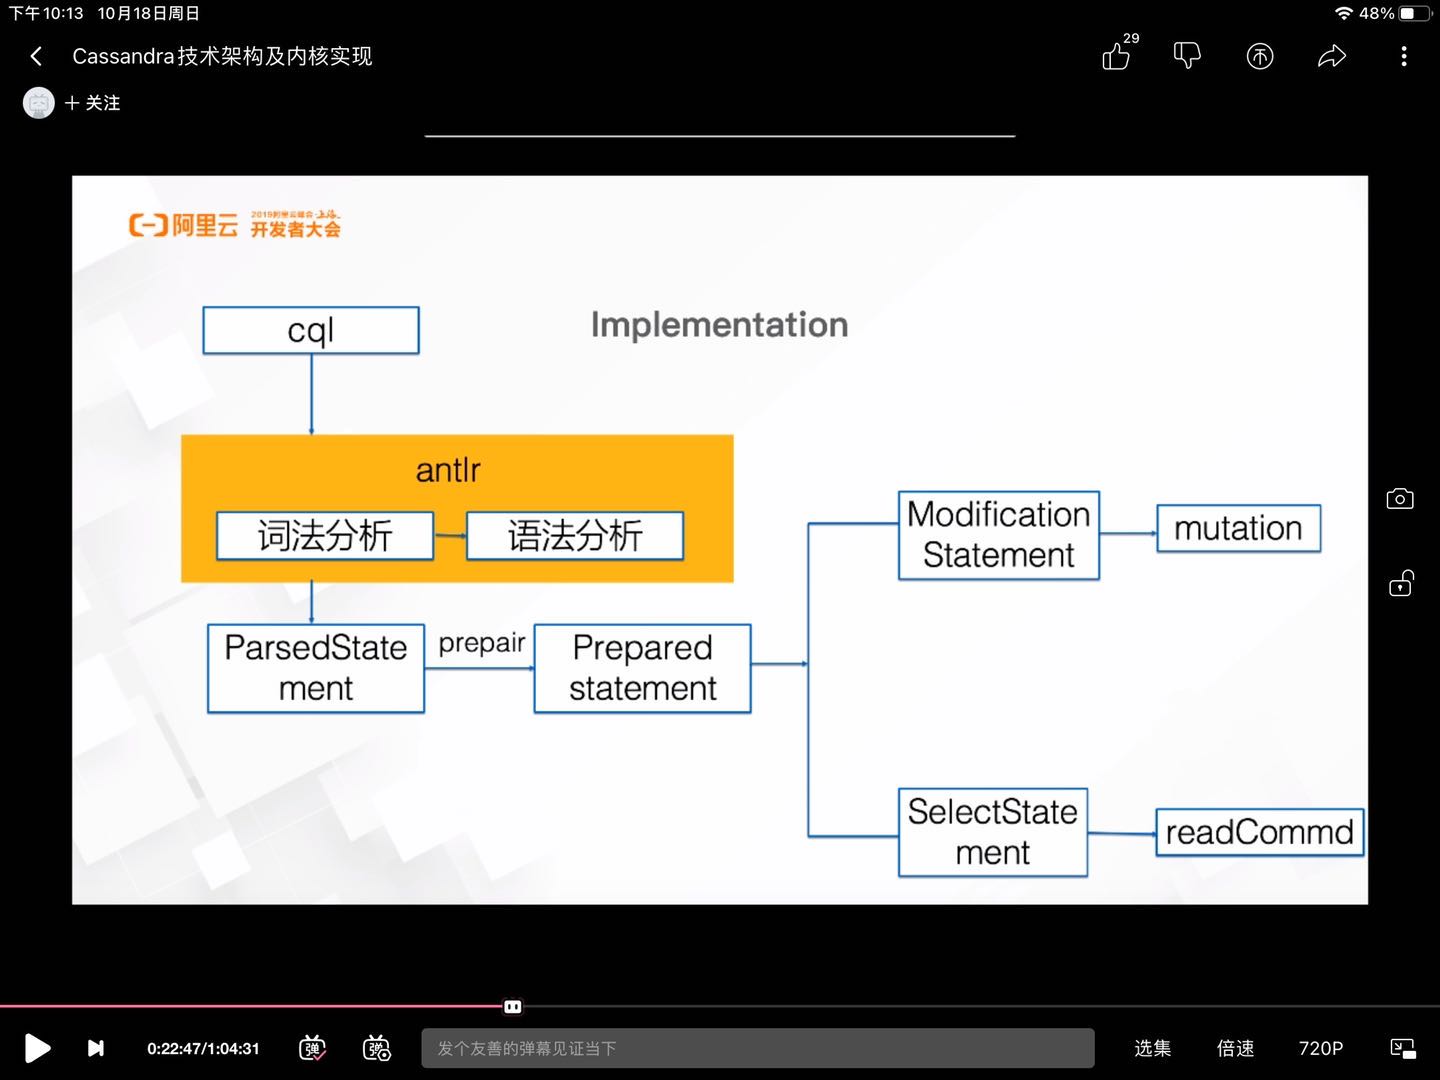 下午10:13 10月18日周日
48%
Cassandra技术架构及内核实现
29
+ 关注
阿里云
2019阿里云峰会·上海
开发者大会
cql
Implementation
antlr
词法分析
语法分析
Modification
Statement
mutation
ParsedState
ment
prepair
Prepared
statement
SelectState
ment
readCommd
0:22:47/1:04:31
弹
弹
发个友善的弹幕见证当下
选集
倍速
720P